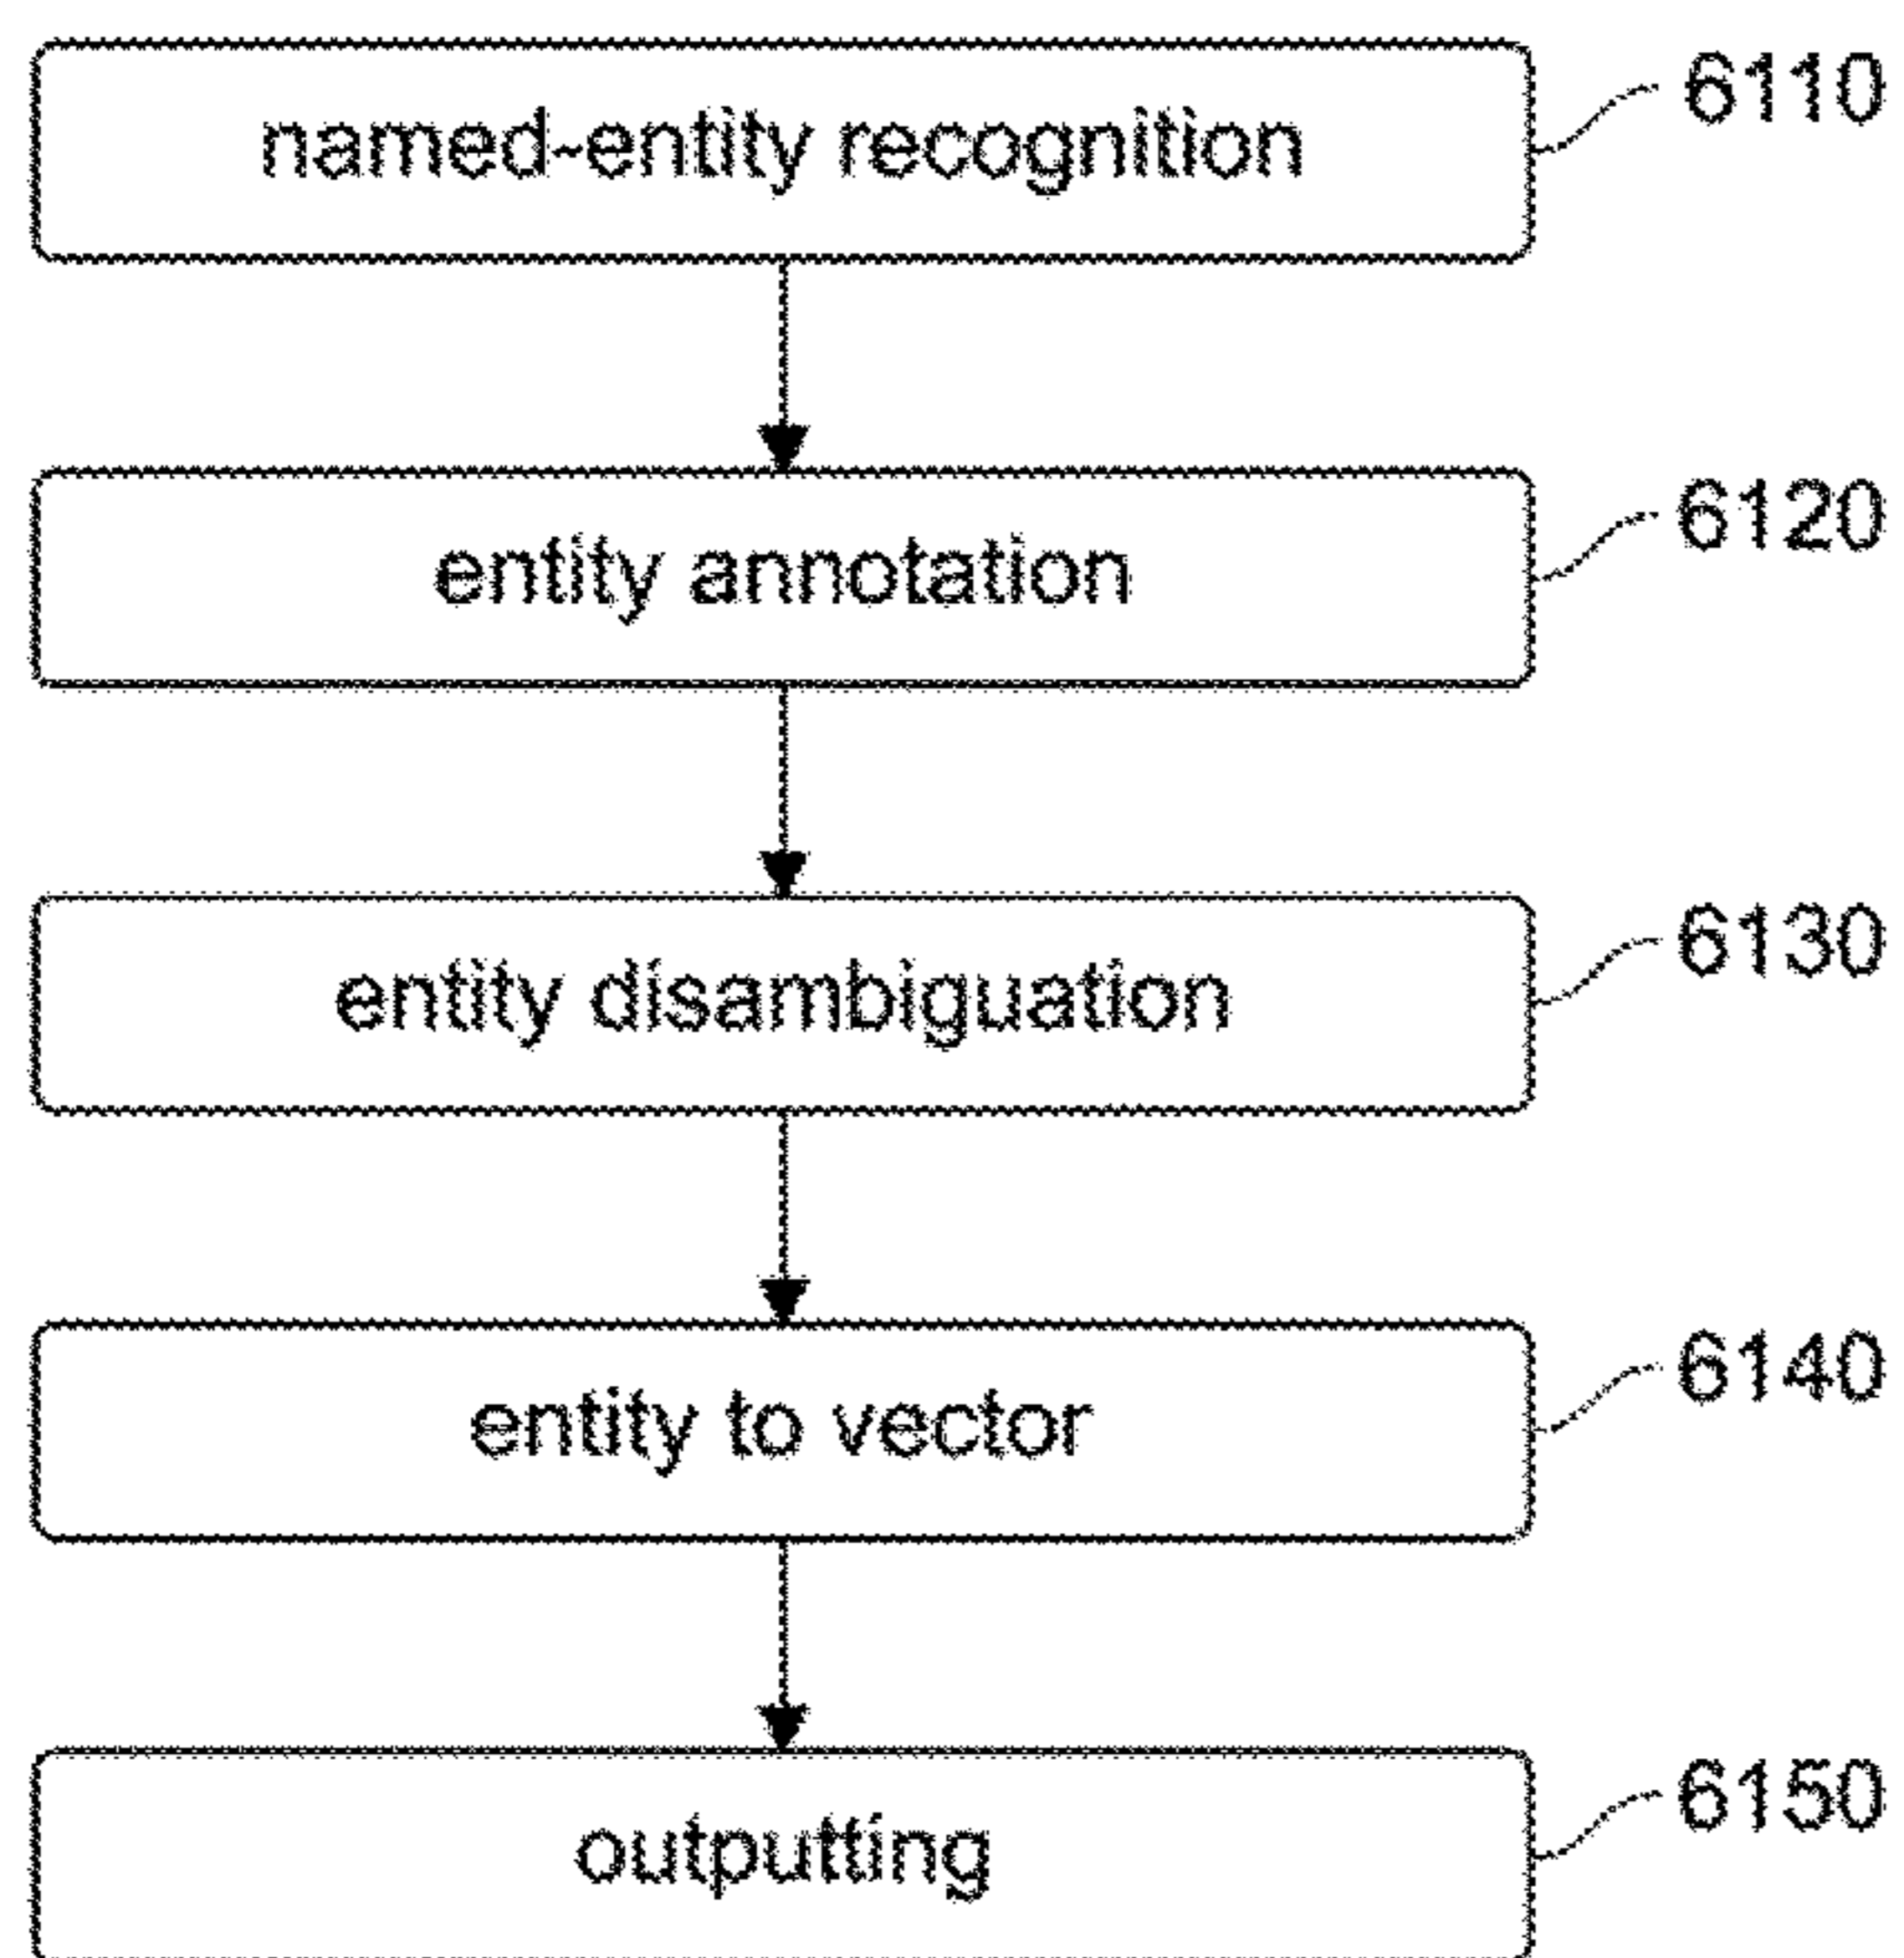 named-entity recognition 6110
entity annotation 6120
entity disambiguation 6130
entity to vector 6140
outputting 6150